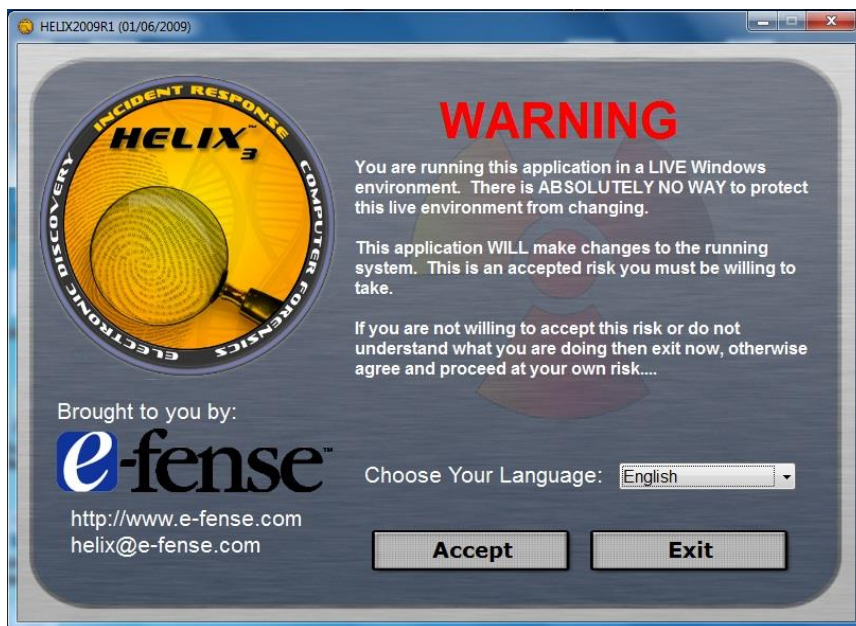 HELIX2009R1 (01/06/2009)
INCIDENT RESPONSE
COMPUTER FORENSICS
ELECTRONIC DISCOVERY
HELIX™
3
WARNING
You are running this application in a LIVE Windows
environment. There is ABSOLUTELY NO WAY to protect
this live environment from changing.
This application WILL make changes to the running
system. This is an accepted risk you must be willing to
take.
If you are not willing to accept this risk or do not
understand what you are doing then exit now, otherwise
agree and proceed at your own risk....
Brought to you by:
e-fense™
http://www.e-fense.com
helix@e-fense.com
Choose Your Language: English
Accept
Exit